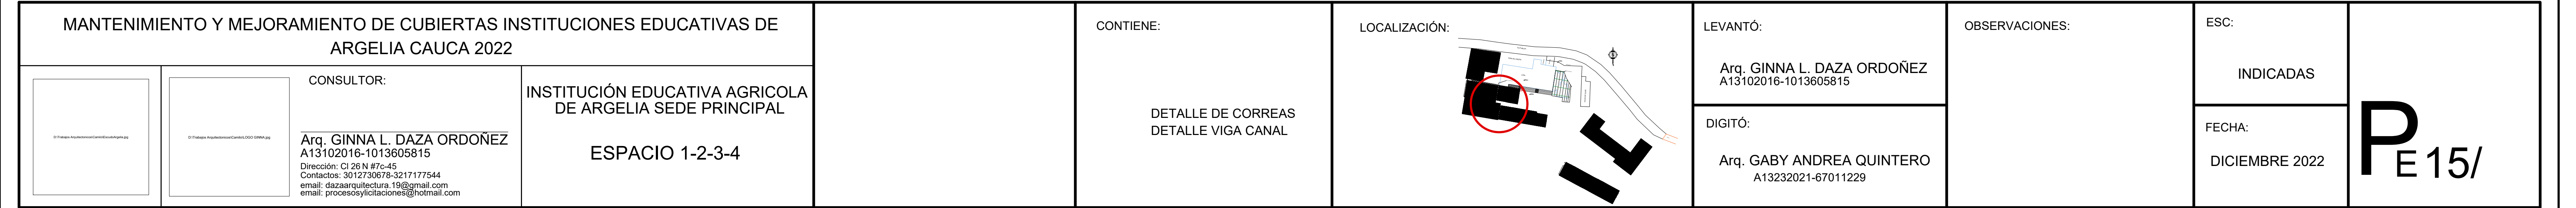 MANTENIMIENTO Y MEJORAMIENTO DE CUBIERTAS INSTITUCIONES EDUCATIVAS DE
ARGELIA CAUCA 2022
CONSULTOR:
Arq. GINNA L. DAZA ORDOÑEZ
A13102016-1013605815
Dirección: Cl 26 N #7c-45
Contactos: 3012730678-3217177544
email: dazaarquitectura.19@gmail.com
email: procesosylicitaciones@hotmail.com
INSTITUCIÓN EDUCATIVA AGRICOLA
DE ARGELIA SEDE PRINCIPAL
ESPACIO 1-2-3-4
CONTIENE:
DETALLE DE CORREAS
DETALLE VIGA CANAL
LOCALIZACIÓN:
LEVANTÓ:
Arq. GINNA L. DAZA ORDOÑEZ
A13102016-1013605815
DIGITÓ:
Arq. GABY ANDREA QUINTERO
A13232021-67011229
OBSERVACIONES:
ESC:
INDICADAS
FECHA:
DICIEMBRE 2022
PE 15/